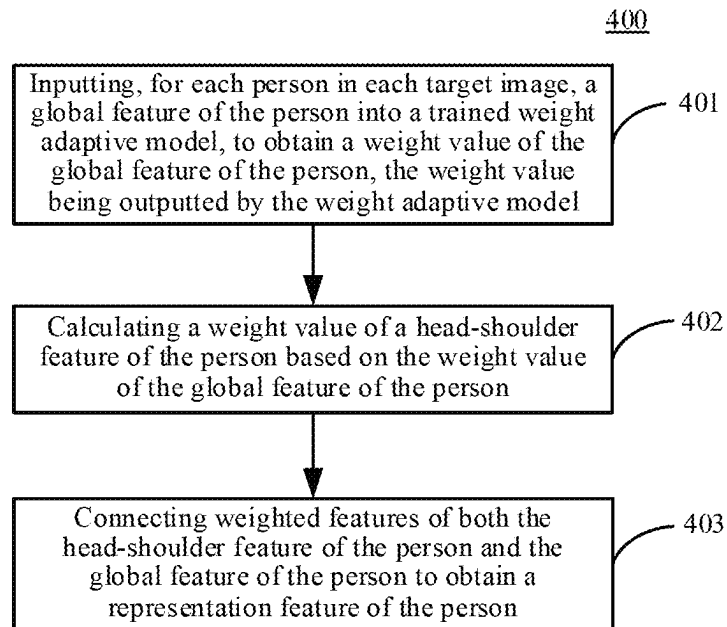 400
Inputting, for each person in each target image, a
global feature of the person into a trained weight
adaptive model, to obtain a weight value of the
global feature of the person, the weight value
being outputted by the weight adaptive model
401
Calculating a weight value of a head-shoulder
feature of the person based on the weight value
of the global feature of the person
402
Connecting weighted features of both the
head-shoulder feature of the person and the
global feature of the person to obtain a
representation feature of the person
403